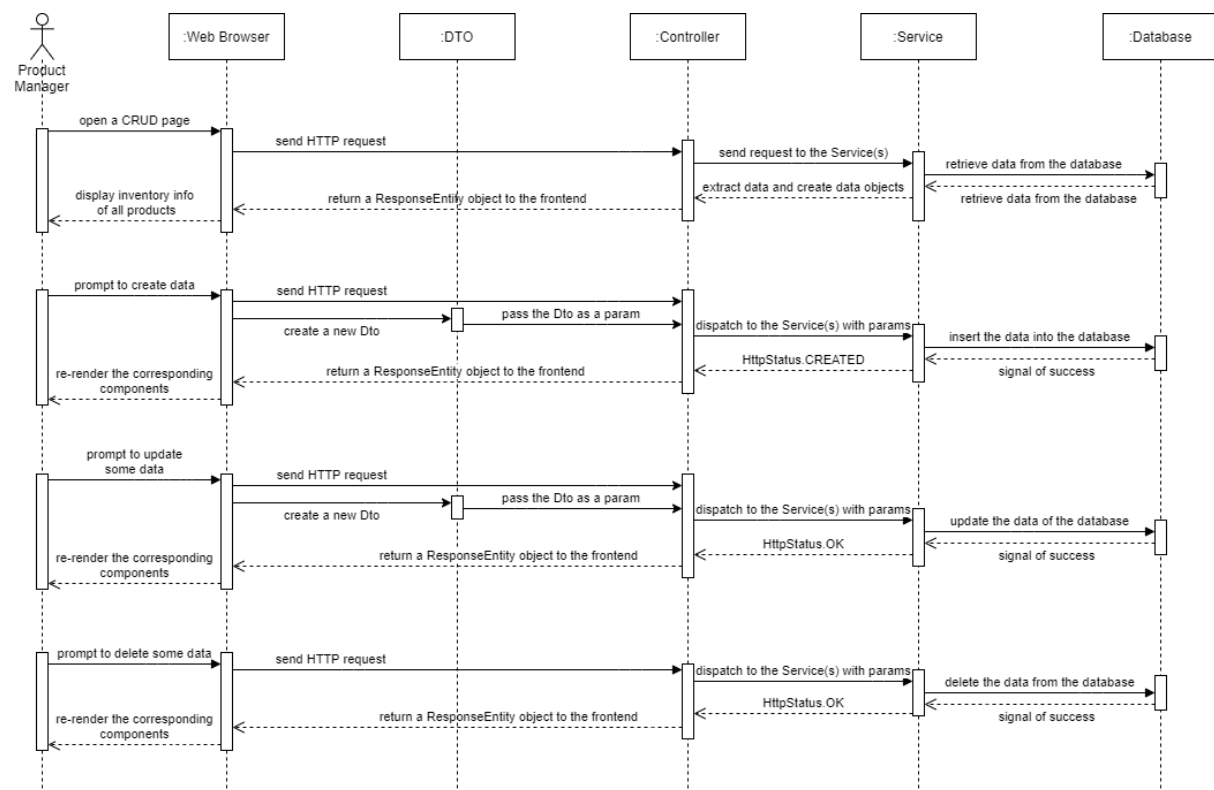 :Web Browser
:DTO
:Controller
:Service
:Database
Product
Manager
open a CRUD page
send HTTP request
send request to the Service(s)
retrieve data from the database
display inventory info
of all products
return a ResponseEntity object to the frontend
extract data and create data objects
retrieve data from the database
prompt to create data
send HTTP request
create a new Dto
pass the Dto as a param
dispatch to the Service(s) with params
insert the data into the database
HttpStatus.CREATED
signal of success
return a ResponseEntity object to the frontend
re-render the corresponding
components
prompt to update
some data
send HTTP request
create a new Dto
pass the Dto as a param
dispatch to the Service(s) with params
update the data of the database
HttpStatus.OK
signal of success
return a ResponseEntity object to the frontend
re-render the corresponding
components
prompt to delete some data
send HTTP request
dispatch to the Service(s) with params
delete the data from the database
HttpStatus.OK
signal of success
return a ResponseEntity object to the frontend
re-render the corresponding
components